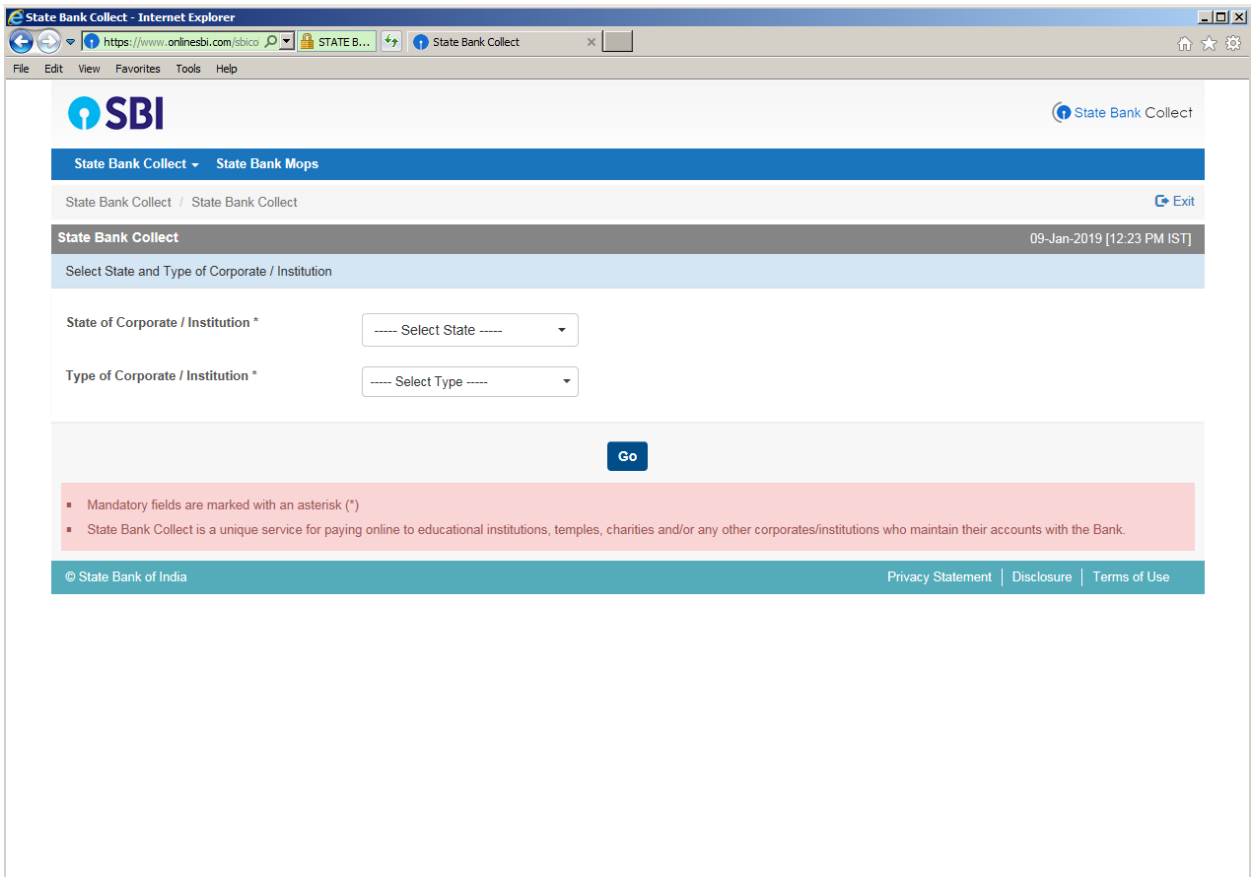 State Bank Collect - Internet Explorer
https://www.onlinesbi.com/sbico STATE B... State Bank Collect
File Edit View Favorites Tools Help
SBI State Bank Collect
State Bank Collect State Bank Mops
State Bank Collect / State Bank Collect Exit
State Bank Collect 09-Jan-2019 [12:23 PM IST]
Select State and Type of Corporate / Institution
State of Corporate / Institution * ----- Select State -----
Type of Corporate / Institution * ----- Select Type -----
Go
Mandatory fields are marked with an asterisk (*)
State Bank Collect is a unique service for paying online to educational institutions, temples, charities and/or any other corporates/institutions who maintain their accounts with the Bank.
© State Bank of India Privacy Statement | Disclosure | Terms of Use